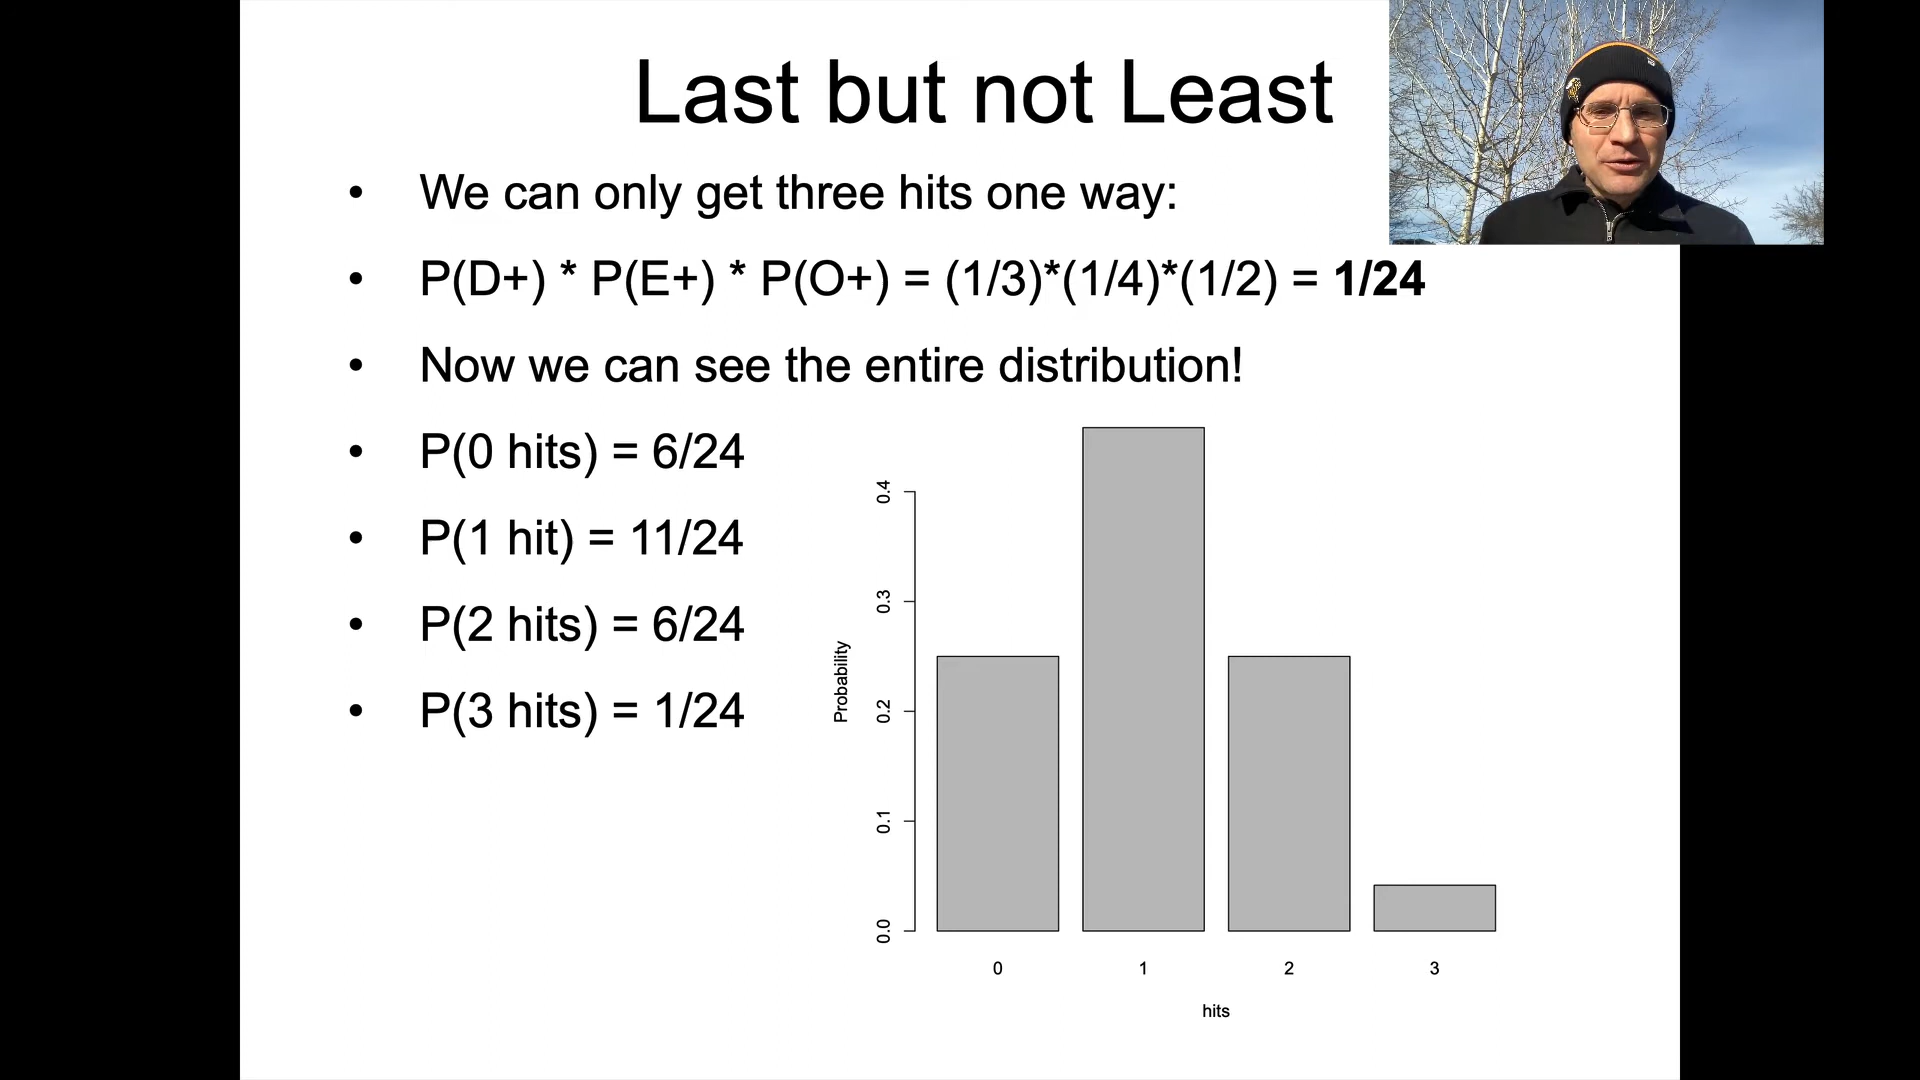 Last but not Least
• We can only get three hits one way:
• P(D+) * P(E+) * P(O+) = (1/3)*(1/4)*(1/2) = 1/24
• Now we can see the entire distribution!
• P(0 hits) = 6/24
• P(1 hit) = 11/24
• P(2 hits) = 6/24
• P(3 hits) = 1/24
Probability
0.4
0.3
0.2
0.1
0.0
0 1 2 3
hits